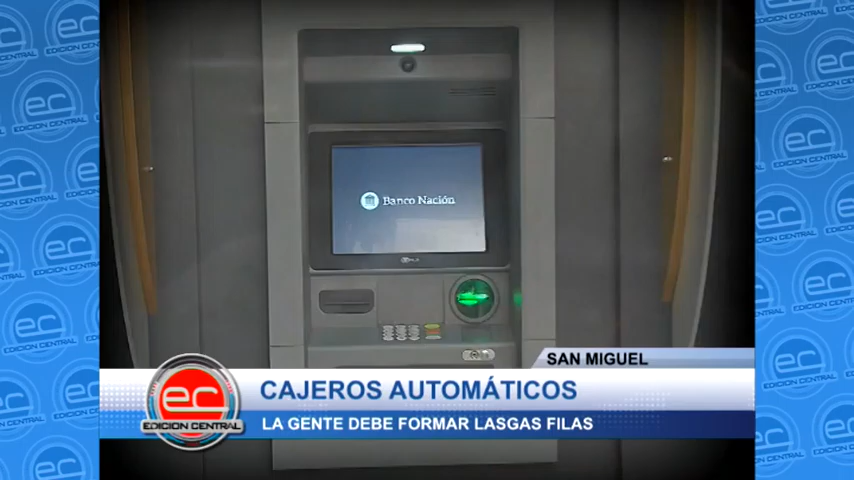 Banco Nación
SAN MIGUEL
CAJEROS AUTOMÁTICOS
LA GENTE DEBE FORMAR LASGAS FILAS
ec
EDICION CENTRAL